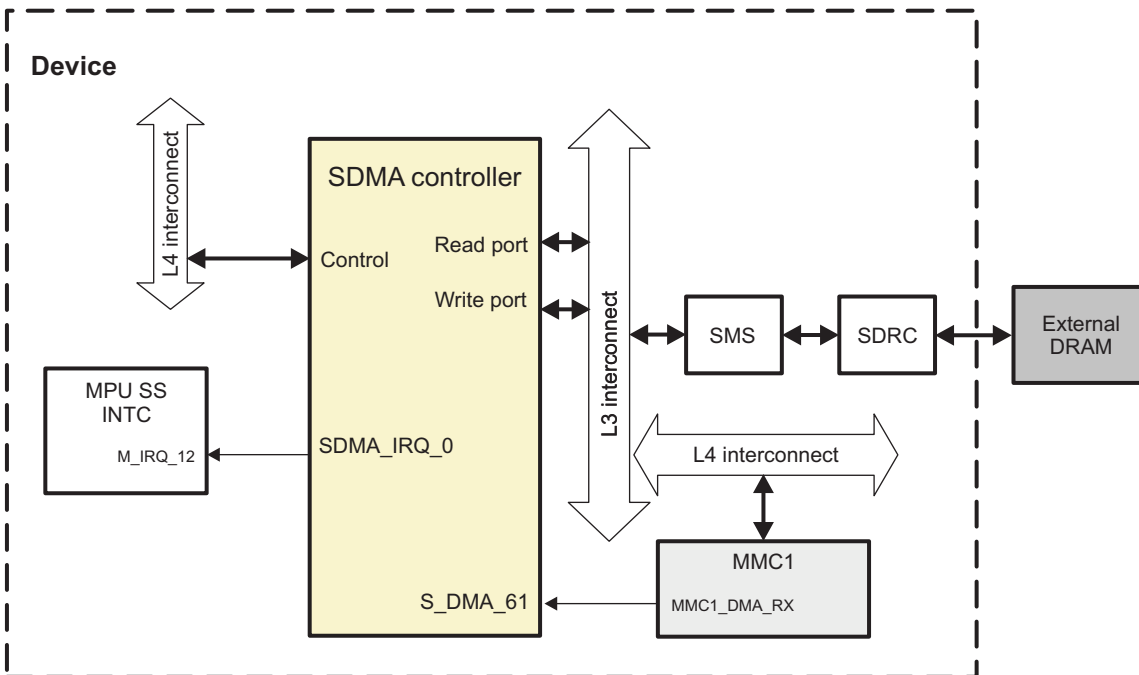 Device
L4 interconnect
SDMA controller
Control
Read port
Write port
L3 interconnect
SMS
SDRC
External
DRAM
MPU SS
INTC
M_IRQ_12
SDMA_IRQ_0
L4 interconnect
MMC1
S_DMA_61
MMC1_DMA_RX